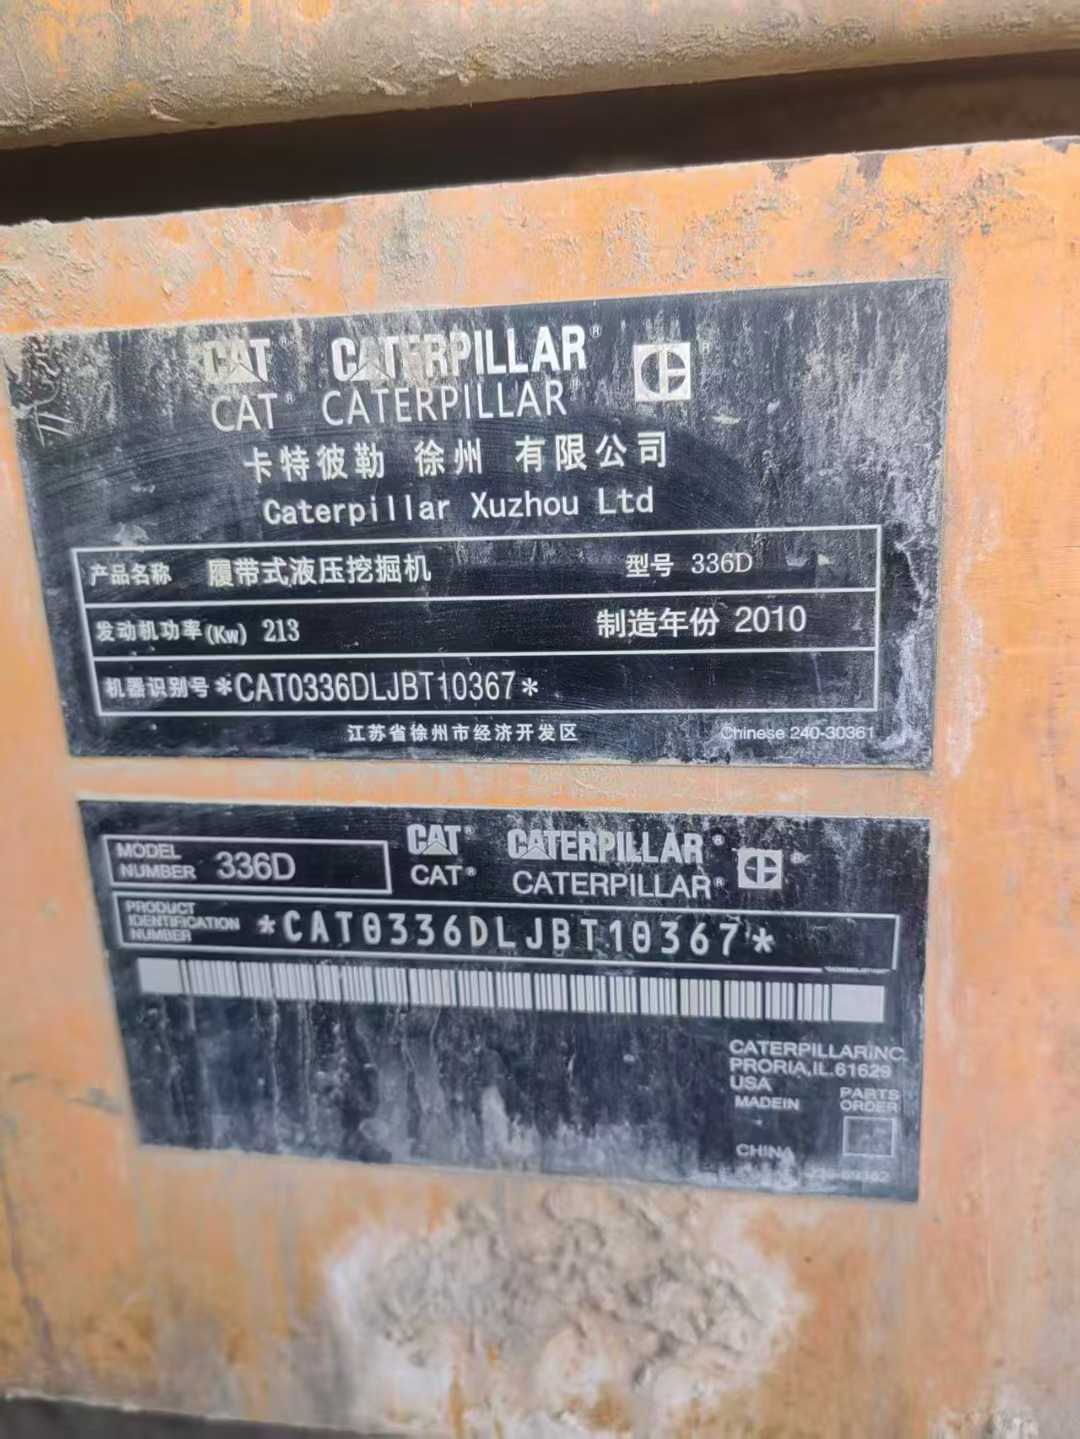 CAT® CATERPILLAR®
CAT® CATERPILLAR®
卡特彼勒 徐州 有限公司
Caterpillar Xuzhou Ltd
产品名称 履带式液压挖掘机 型号 336D
发动机功率(Kw) 213 制造年份 2010
机器识别号 *CAT0336DLJBT10367*
江苏省徐州市经济开发区 Chinese 240-30361
MODEL NUMBER 336D
CAT® CATERPILLAR®
CAT® CATERPILLAR®
PRODUCT IDENTIFICATION NUMBER *CAT0336DLJBT10367*
CATERPILLARINC.
PRORIA,IL.61629
USA
MADEIN
PARTS
ORDER
CHINA